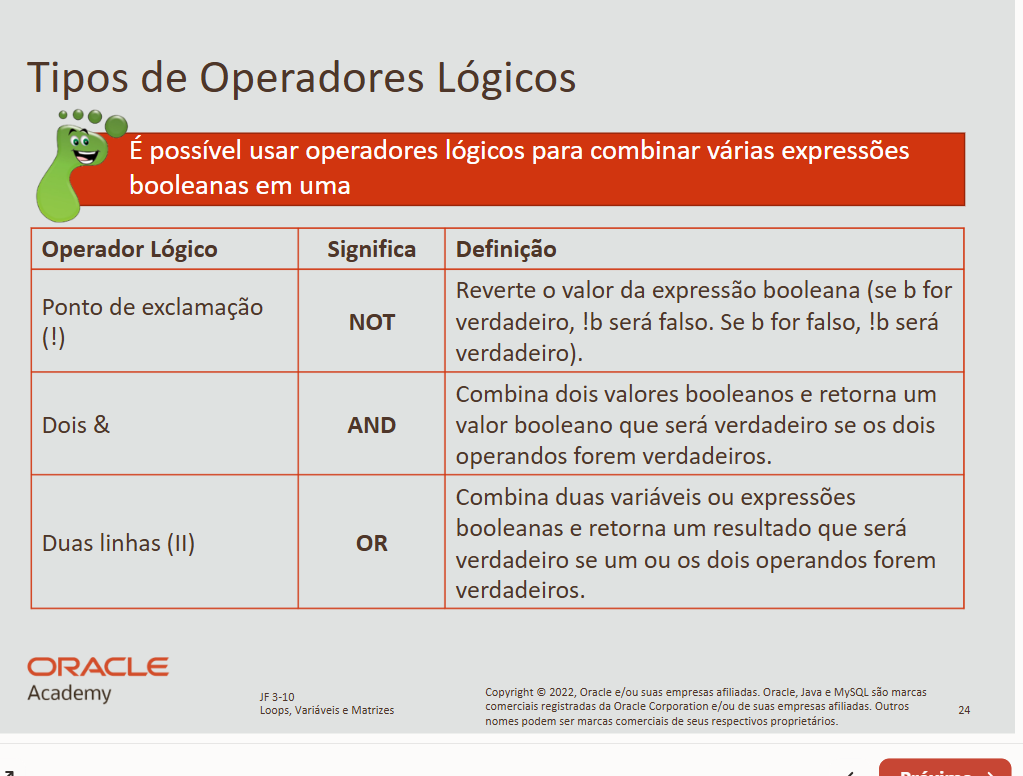 Tipos de Operadores Lógicos
É possível usar operadores lógicos para combinar várias expressões
booleanas em uma
Operador Lógico
Significa
Definição
Ponto de exclamação
(!)
NOT
Reverte o valor da expressão booleana (se b for
verdadeiro, !b será falso. Se b for falso, !b será
verdadeiro).
Dois &
AND
Combina dois valores booleanos e retorna um
valor booleano que será verdadeiro se os dois
operandos forem verdadeiros.
Duas linhas (II)
OR
Combina duas variáveis ou expressões
booleanas e retorna um resultado que será
verdadeiro se um ou os dois operandos forem
verdadeiros.
ORACLE
Academy
JF 3-10
Loops, Variáveis e Matrizes
Copyright © 2022, Oracle e/ou suas empresas afiliadas. Oracle, Java e MySQL são marcas
comerciais registradas da Oracle Corporation e/ou de suas empresas afiliadas. Outros
nomes podem ser marcas comerciais de seus respectivos proprietários.
24
Próximo